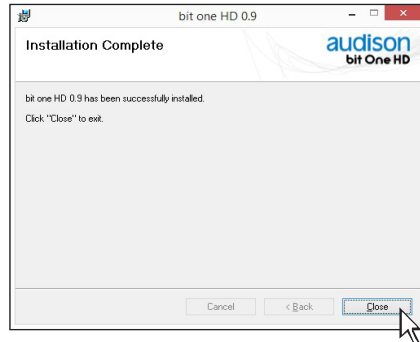 bit one HD 0.9
Installation Complete
audison
bit One HD
bit one HD 0.9 has been successfully installed.
Click "Close" to exit.
Cancel
< Back
Close